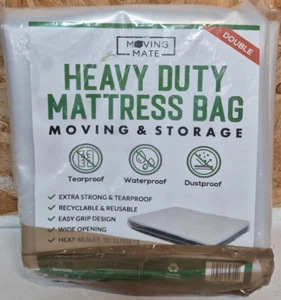 MOVING
MATE
DOUBLE
HEAVY DUTY
MATTRESS BAG
MOVING & STORAGE
Tearproof
Waterproof
Dustproof
EXTRA STRONG & TEARPROOF
RECYCLABLE & REUSABLE
EASY GRIP DESIGN
WIDE OPENING
HEAT